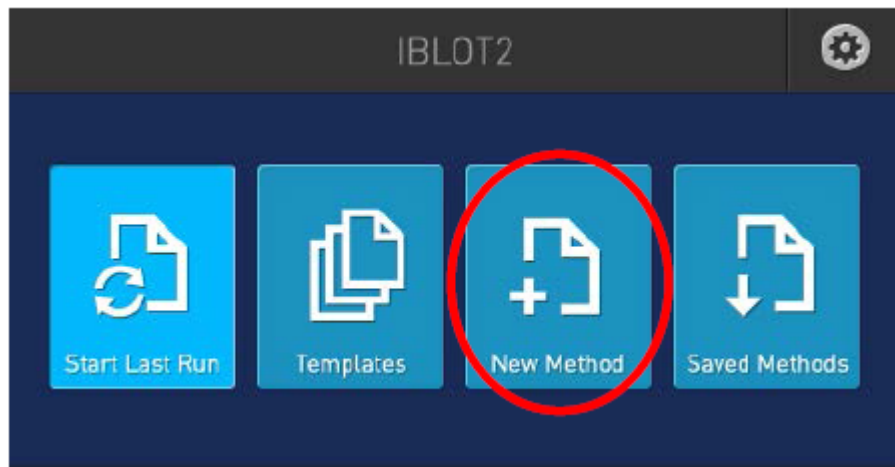 IBLOT2
Start Last Run
Templates
New Method
Saved Methods